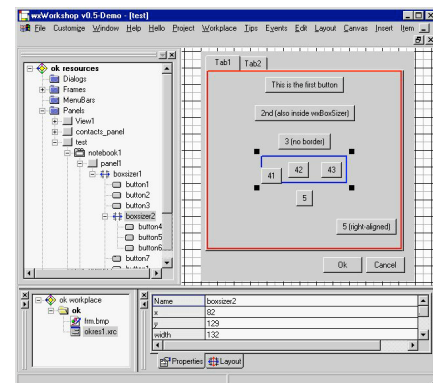 wxWorkshop v0.5-Demo - [test]
File Customize Window Help Hello Project Workplace Tips Events Edit Layout Canvas Insert Item
ok resources
Dialogs
Frames
MenuBars
Panels
View1
contacts_panel
test
notebook1
panel1
boxsizer1
button1
button2
button3
boxsizer2
button4
button5
button6
button7
Tab1 Tab2
This is the first button
2nd (also inside wxBoxSizer)
3 (no border)
41 42 43
5
5 (right-aligned)
Ok Cancel
ok workplace
ok
frm.bmp
okres1.xrc
Name boxsizer2
x 82
y 129
width 132
Properties Layout